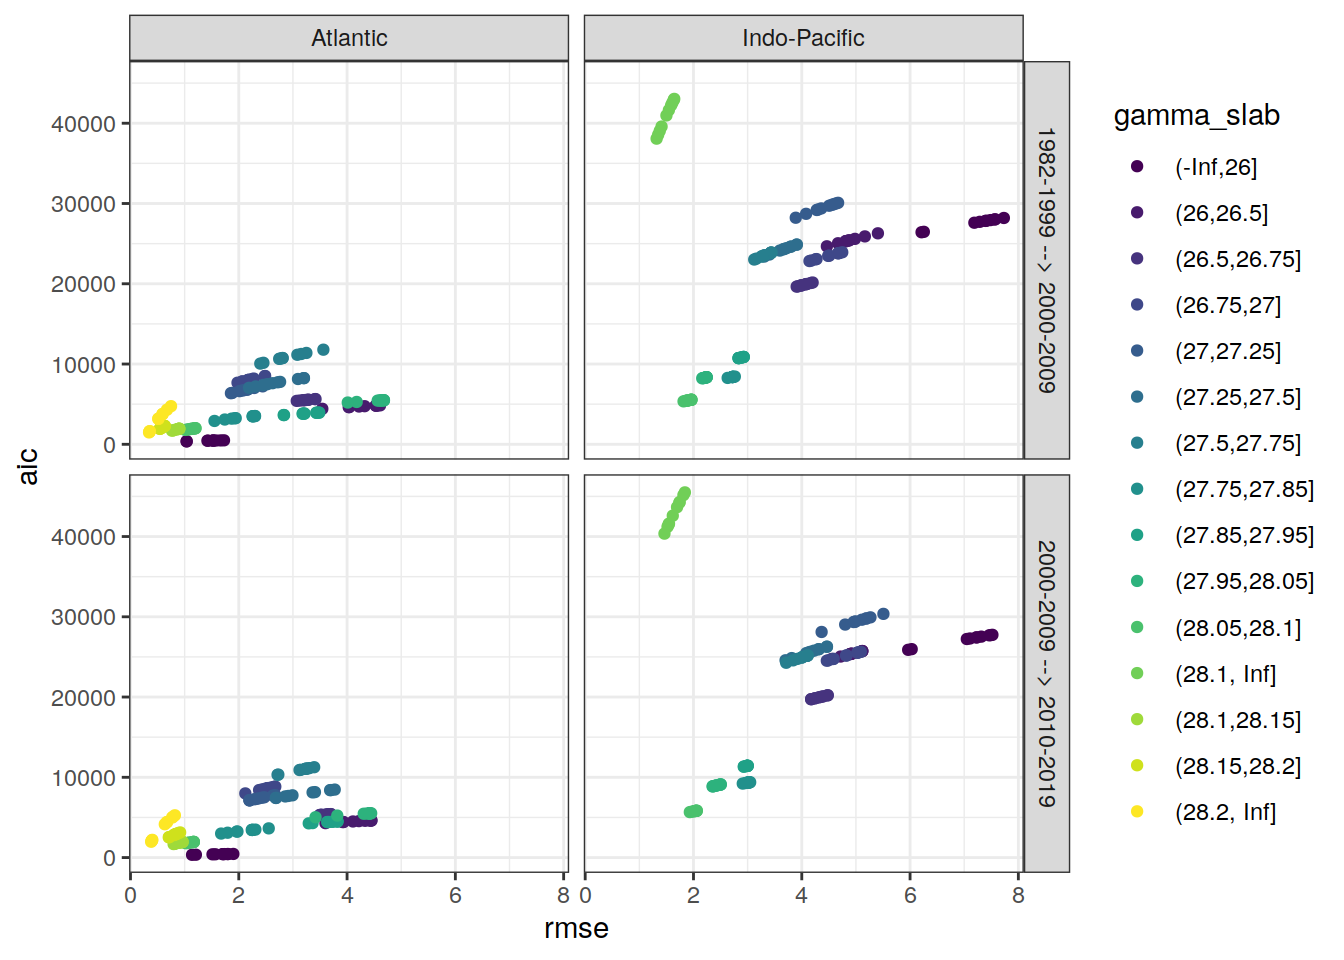 Atlantic
Indo-Pacific
40000
30000
20000
10000
0
1982-1999 --> 2000-2009
40000
30000
20000
10000
0
2000-2009 --> 2010-2019
0 2 4 6 8
0 2 4 6 8
rmse
aic
gamma_slab
(-Inf,26]
(26,26.5]
(26.5,26.75]
(26.75,27]
(27,27.25]
(27.25,27.5]
(27.5,27.75]
(27.75,27.85]
(27.85,27.95]
(27.95,28.05]
(28.05,28.1]
(28.1, Inf]
(28.1,28.15]
(28.15,28.2]
(28.2, Inf]